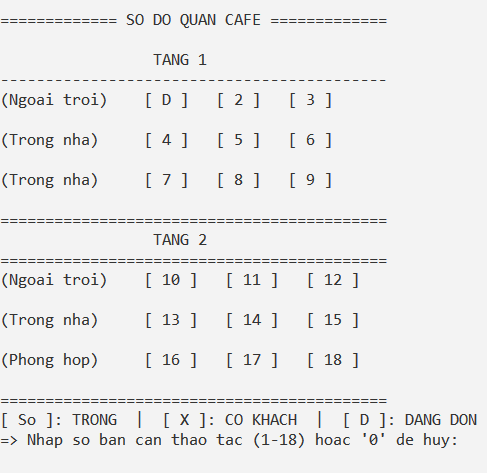 ============= SO DO QUAN CAFE =============
TANG 1
-------------------------------------------
(Ngoai troi)    [ D ]   [ 2 ]   [ 3 ]
(Trong nha)     [ 4 ]   [ 5 ]   [ 6 ]
(Trong nha)     [ 7 ]   [ 8 ]   [ 9 ]
===========================================
TANG 2
===========================================
(Ngoai troi)    [ 10 ]   [ 11 ]   [ 12 ]
(Trong nha)     [ 13 ]   [ 14 ]   [ 15 ]
(Phong hop)     [ 16 ]   [ 17 ]   [ 18 ]
===========================================
[ So ]: TRONG  |  [ X ]: CO KHACH  |  [ D ]: DANG DON
=> Nhap so ban can thao tac (1-18) hoac '0' de huy: